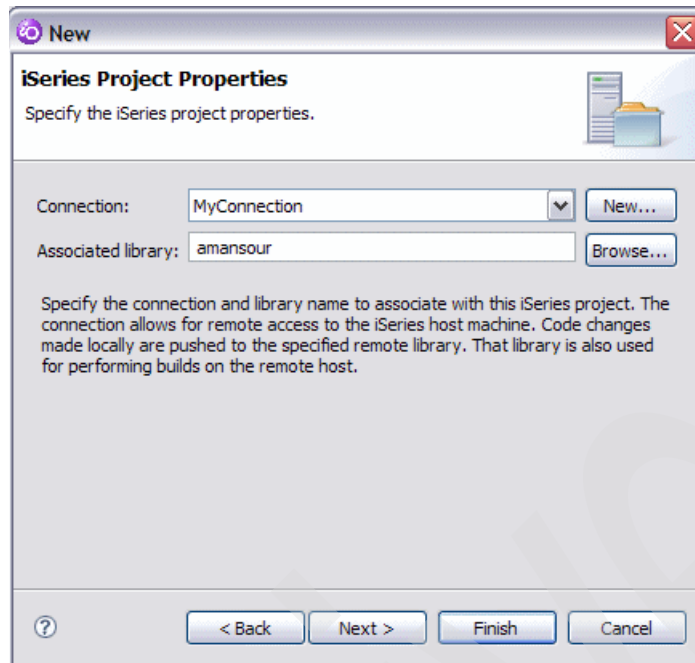 New
iSeries Project Properties
Specify the iSeries project properties.
Connection: MyConnection New...
Associated library: amansour Browse...
Specify the connection and library name to associate with this iSeries project. The
connection allows for remote access to the iSeries host machine. Code changes
made locally are pushed to the specified remote library. That library is also used
for performing builds on the remote host.
? < Back Next > Finish Cancel